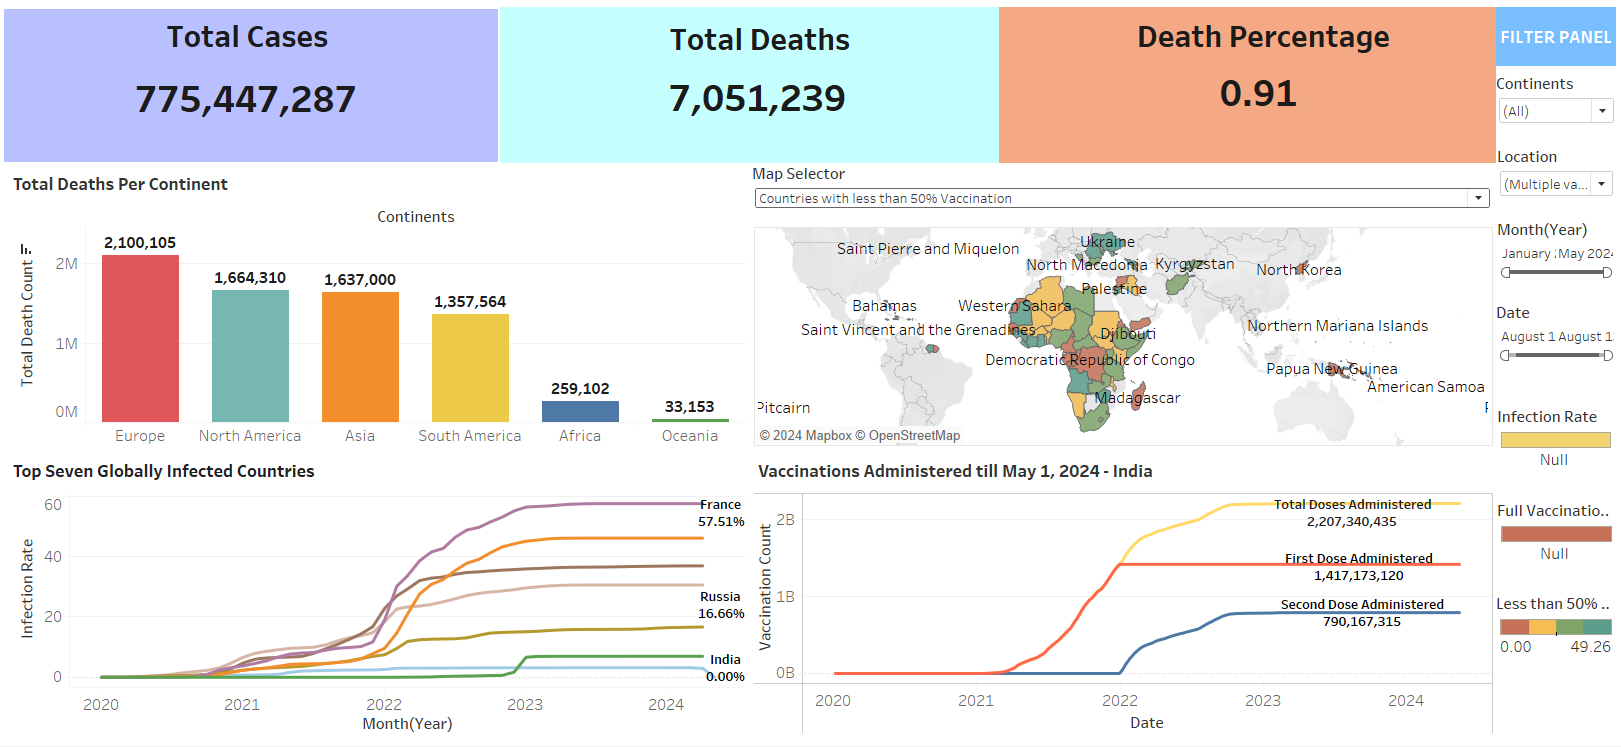 Total Cases
775,447,287
Total Deaths
7,051,239
Death Percentage
0.91
FILTER PANEL
Continents
(All)
Location
(Multiple va...
Month(Year)
January :May 202
Date
August 1 August 1
Infection Rate
Null
Full Vaccinatio..
Null
Less than 50% ..
0.00 49.26
Total Deaths Per Continent
Continents
Total Death Count
2M
1M
0M
2,100,105
1,664,310
1,637,000
1,357,564
259,102
33,153
Europe North America Asia South America Africa Oceania
Map Selector
Countries with less than 50% Vaccination
Saint Pierre and Miquelon
Ukraine
North Macedonia
Kyrgyzstan
North Korea
Palestine
Bahamas
Western Sahara
Saint Vincent and the Grenadines
Djibouti
Northern Mariana Islands
Democratic Republic of Congo
Papua New Guinea
American Samoa
Madagascar
Pitcairn
© 2024 Mapbox © OpenStreetMap
Top Seven Globally Infected Countries
Infection Rate
60
40
20
0
France
57.51%
Russia
16.66%
India
0.00%
2020 2021 2022 2023 2024
Month(Year)
Vaccinations Administered till May 1, 2024 - India
Vaccination Count
2B
1B
0B
Total Doses Administered
2,207,340,435
First Dose Administered
1,417,173,120
Second Dose Administered
790,167,315
2020 2021 2022 2023 2024
Date